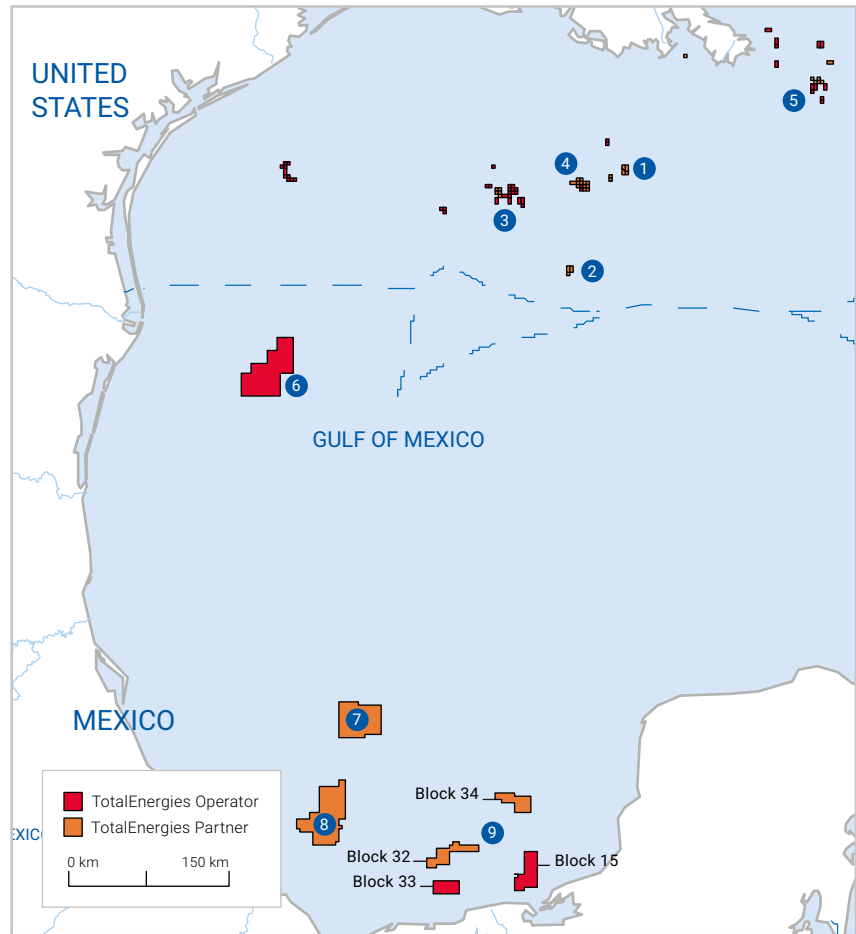 UNITED
STATES
5
4
1
3
2
6
GULF OF MEXICO
7
MEXICO
TotalEnergies Operator
TotalEnergies Partner
0 km
150 km
8
EXIC
Block 34
9
Block 32
Block 15
Block 33